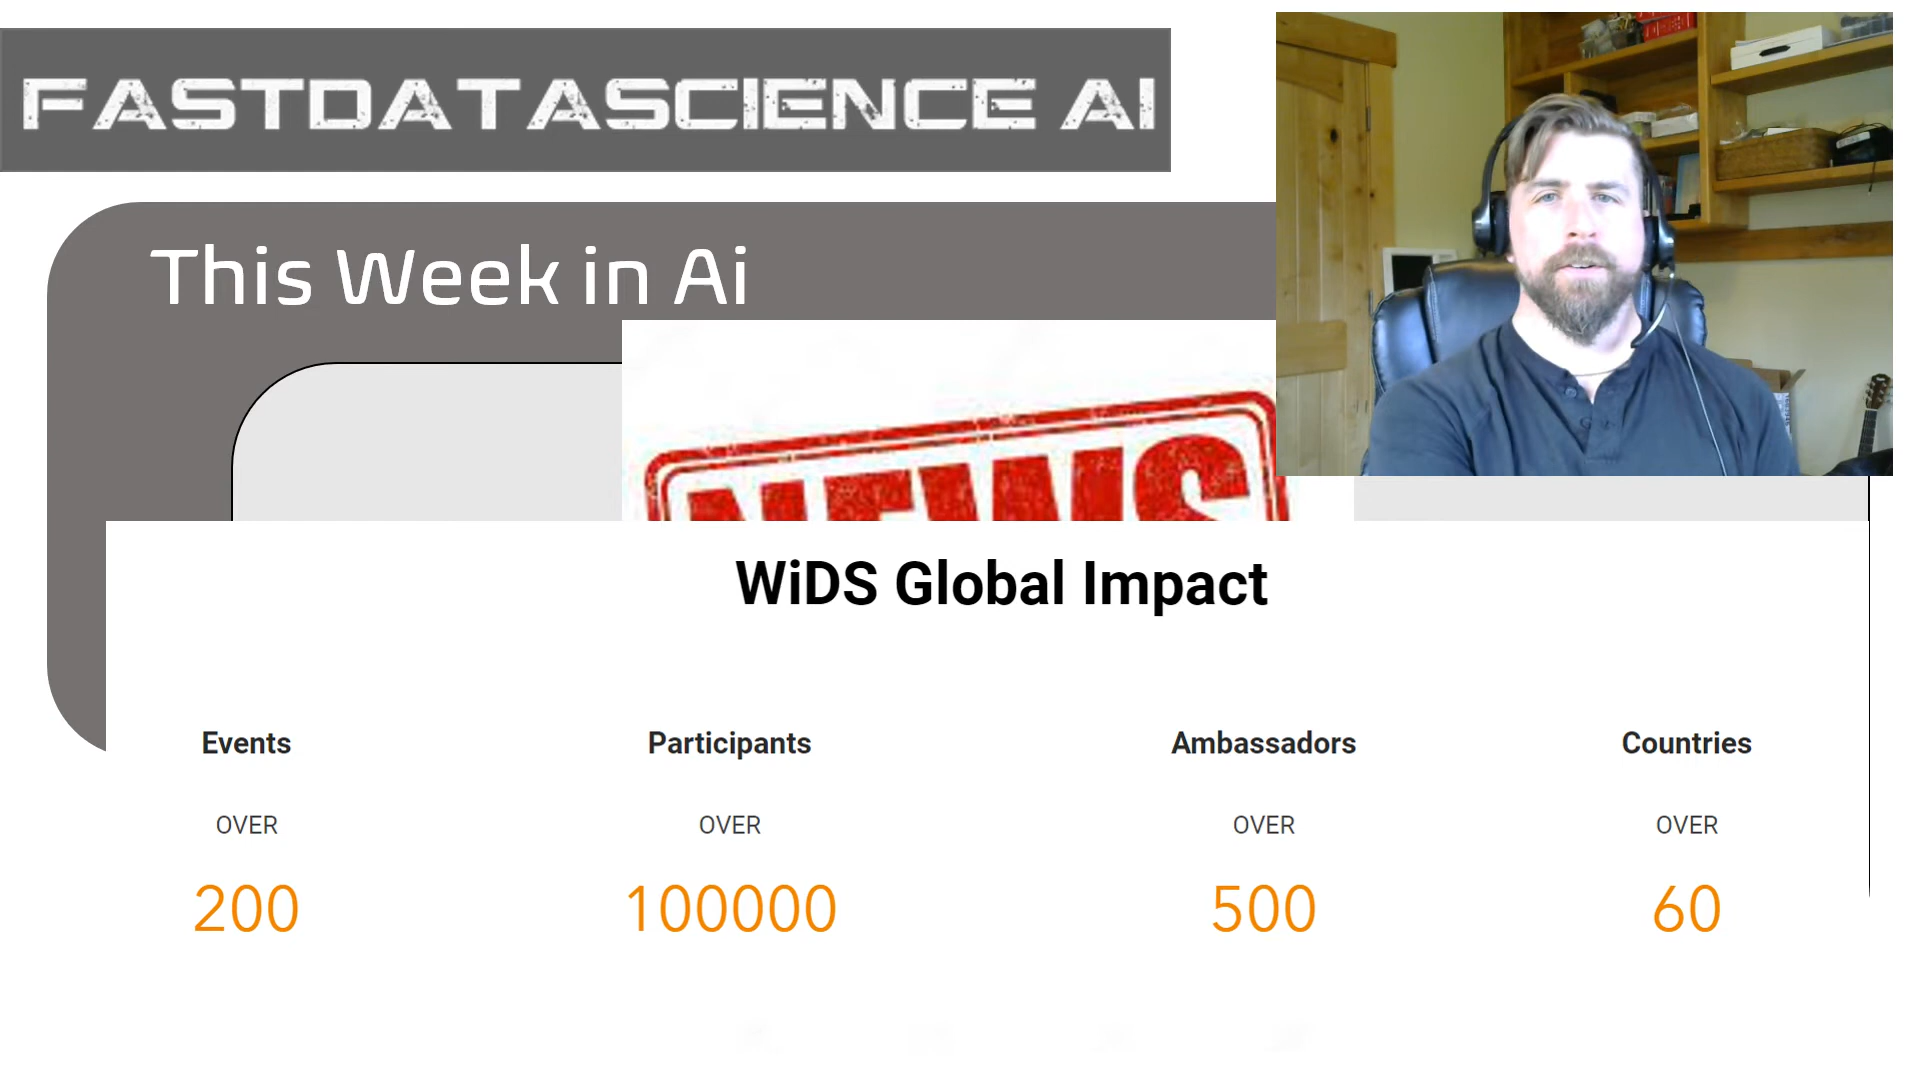 FASTDATASCIENCE AI
This Week in Ai
NEWS
WiDS Global Impact
Events Participants Ambassadors Countries
OVER OVER OVER OVER
200 100000 500 60